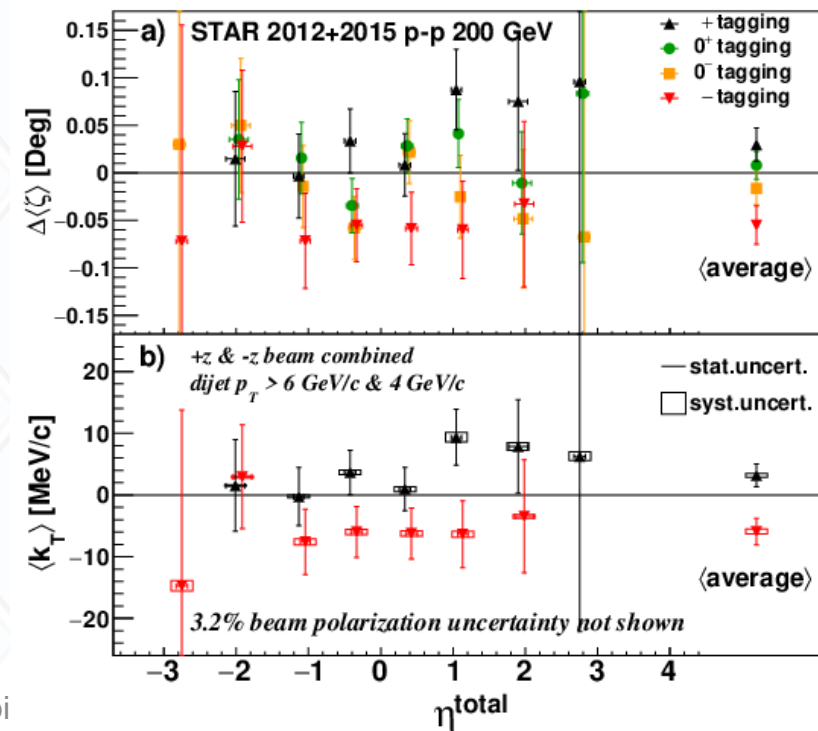 a) STAR 2012+2015 p-p 200 GeV
+ tagging
0⁺ tagging
0⁻ tagging
− tagging
0.15
0.1
0.05
0
−0.05
−0.1
−0.15
Δ⟨ζ⟩ [Deg]
⟨average⟩
b) +z & -z beam combined
dijet p_T > 6 GeV/c & 4 GeV/c
stat.uncert.
syst.uncert.
20
10
0
−10
−20
⟨k_T⟩ [MeV/c]
⟨average⟩
3.2% beam polarization uncertainty not shown
−3 −2 −1 0 1 2 3 4
η^total